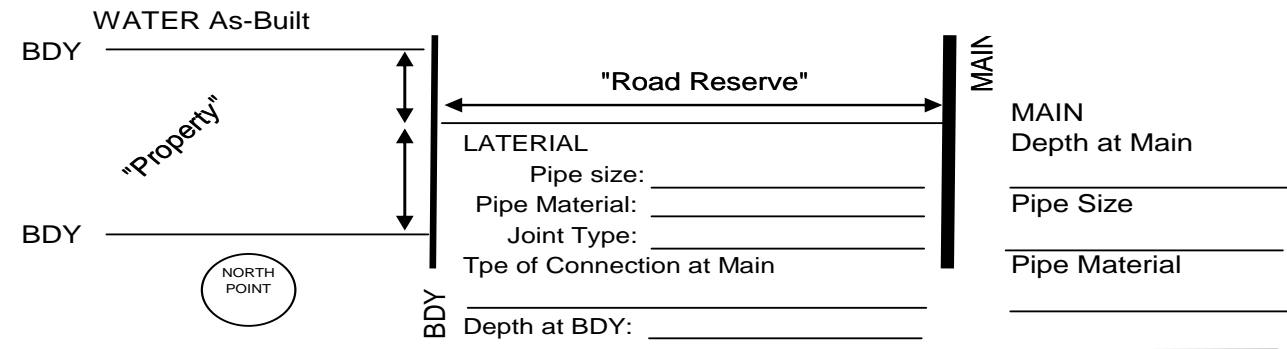 WATER As-Built
BDY
"Property"
BDY
NORTH
POINT
BDY
"Road Reserve"
LATERIAL
Pipe size:
Pipe Material:
Joint Type:
Tpe of Connection at Main
Depth at BDY:
MAIN
MAIN
Depth at Main
Pipe Size
Pipe Material